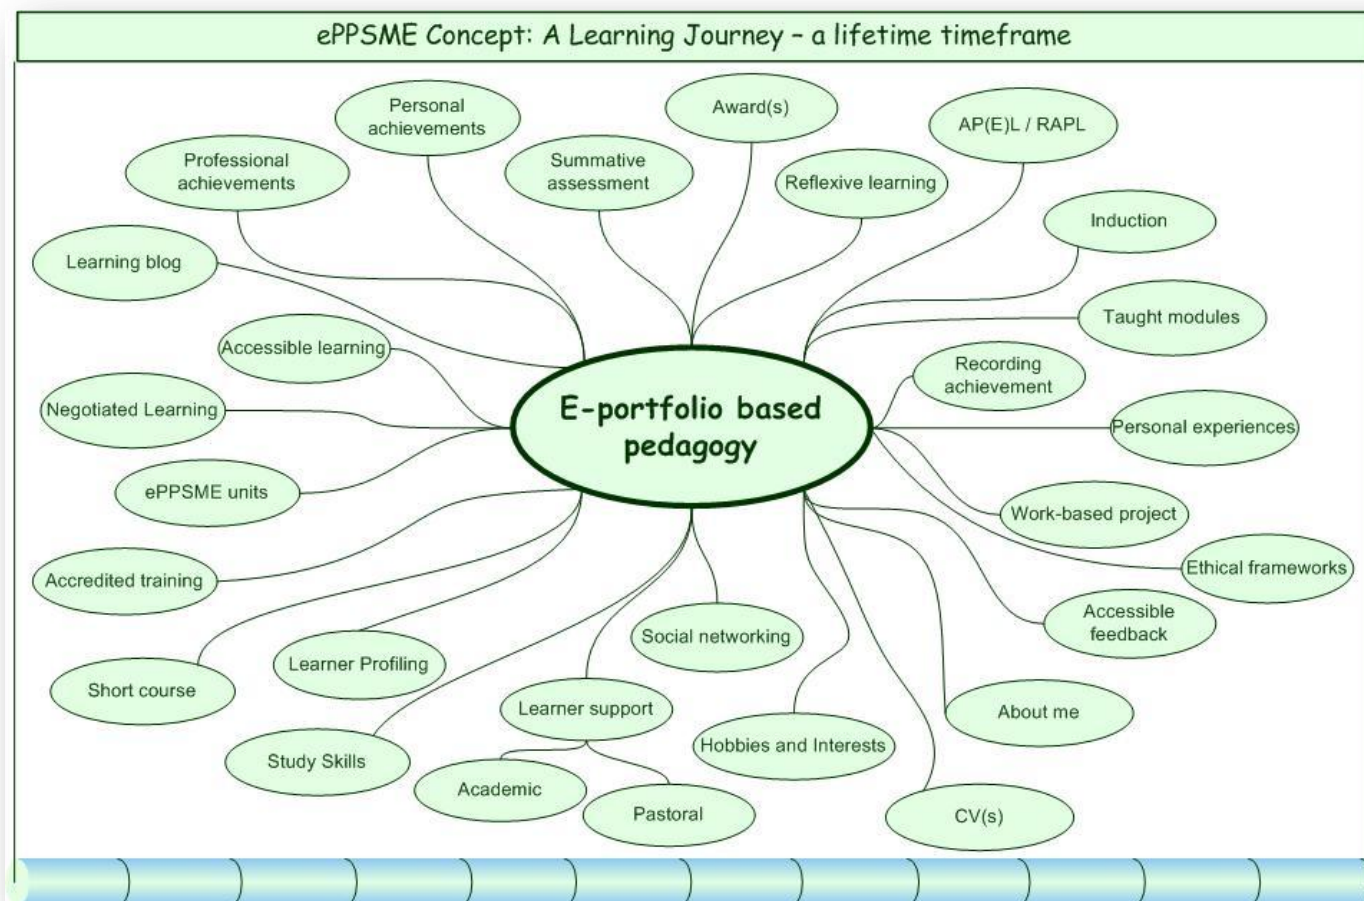 ePPSME Concept: A Learning Journey – a lifetime timeframe
Personal
achievements
Award(s)
AP(E)L / RAPL
Professional
achievements
Summative
assessment
Reflexive learning
Induction
Learning blog
Taught modules
Accessible learning
Recording
achievement
Negotiated Learning
E-portfolio based
pedagogy
Personal experiences
ePPSME units
Work-based project
Accredited training
Ethical frameworks
Accessible
feedback
Social networking
Learner Profiling
Short course
Learner support
About me
Hobbies and Interests
Study Skills
Academic
Pastoral
CV(s)